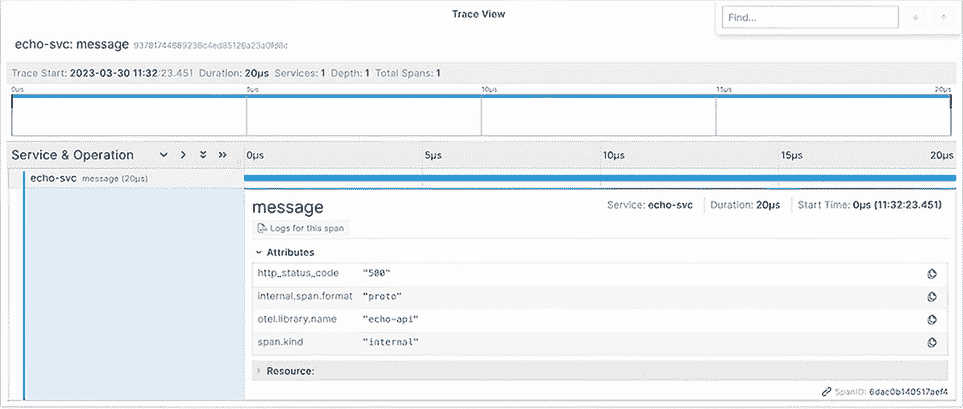 Trace View
Find...
echo-svc: message 93781744689236c4ed85126a23a0fd8c
Trace Start: 2023-03-30 11:32:23.451 Duration: 20μs Services: 1 Depth: 1 Total Spans: 1
0μs 5μs 10μs 15μs 20μs
Service & Operation 0μs 5μs 10μs 15μs 20μs
echo-svc message (20μs)
message Service: echo-svc Duration: 20μs Start Time: 0μs (11:32:23.451)
Logs for this span
Attributes
http_status_code "500"
internal.span.format "proto"
otel.library.name "echo-api"
span.kind "internal"
Resource:
SpanID: 6dac0b140517aef4